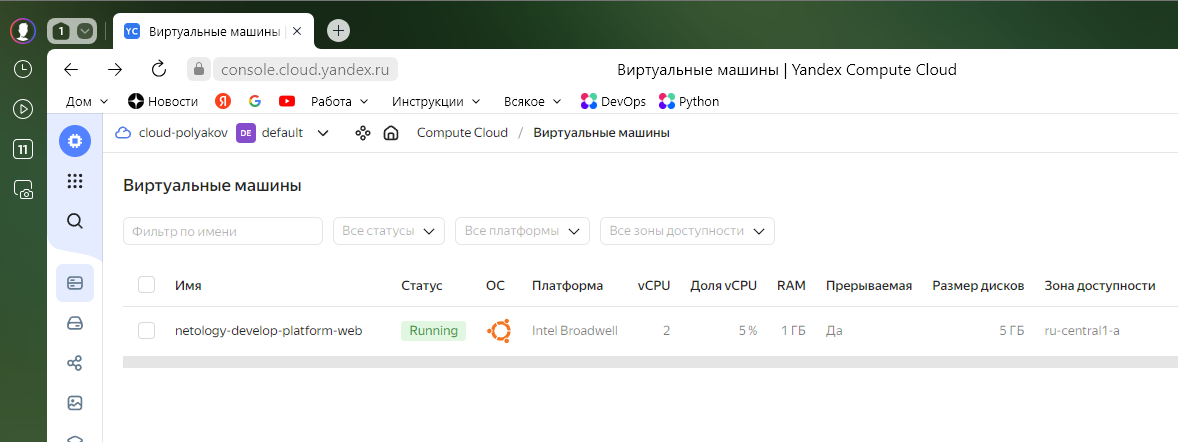 1
YC Виртуальные машины
console.cloud.yandex.ru Виртуальные машины | Yandex Compute Cloud
Дом Новости Я G Работа Инструкции Всякое DevOps Python
11
cloud-polyakov DE default Compute Cloud / Виртуальные машины
Виртуальные машины
Фильтр по имени Все статусы Все платформы Все зоны доступности
Имя Статус ОС Платформа vCPU Доля vCPU RAM Прерываемая Размер дисков Зона доступности
netology-develop-platform-web Running Intel Broadwell 2 5 % 1 ГБ Да 5 ГБ ru-central1-a